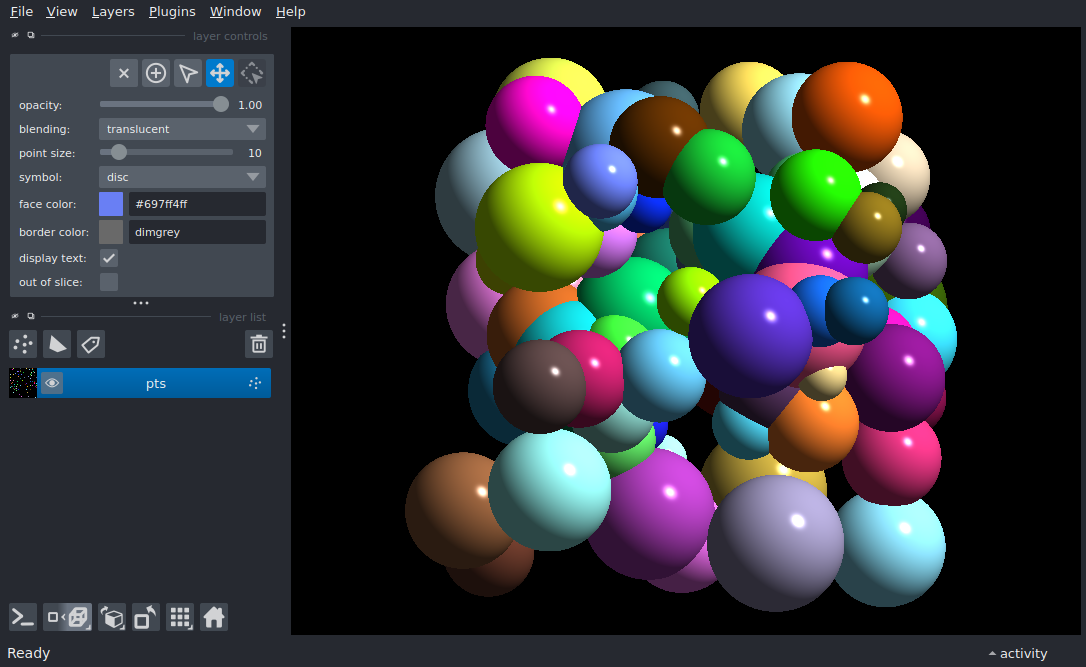 File View Layers Plugins Window Help
layer controls
opacity: 1.00
blending: translucent
point size: 10
symbol: disc
face color: #697ff4ff
border color: dimgrey
display text:
out of slice:
layer list
pts
Ready
activity